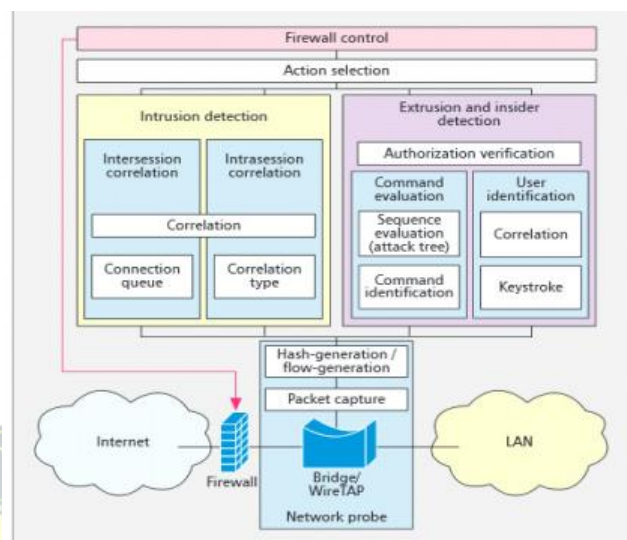 Firewall control
Action selection
Intrusion detection
Intersession
correlation
Intrasession
correlation
Correlation
Connection
queue
Correlation
type
Extrusion and insider
detection
Authorization verification
Command
evaluation
Sequence
evaluation
(attack tree)
Command
identification
User
identification
Correlation
Keystroke
Hash-generation /
flow-generation
Packet capture
Internet
Firewall
Bridge/
WireTAP
LAN
Network probe